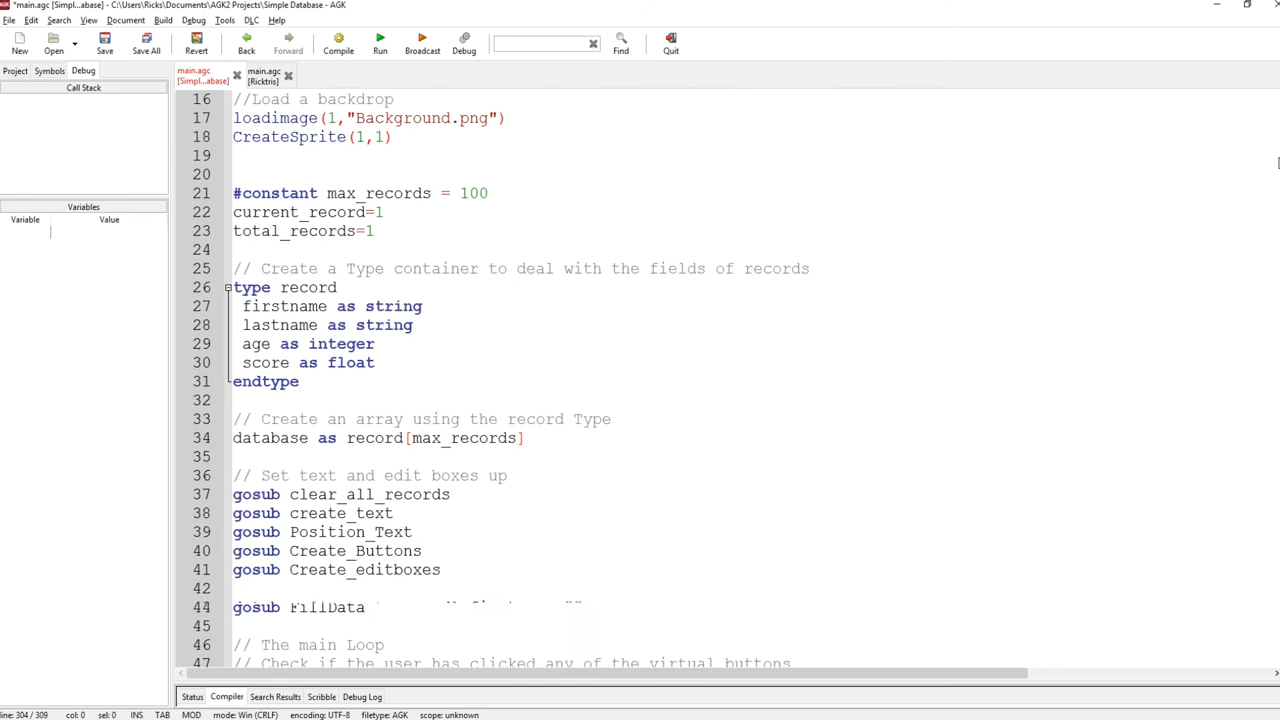 *main.agc [Simpl...abase] - C:\Users\Ricks\Documents\AGK2 Projects\Simple Database - AGK
File Edit Search View Document Build Debug Tools DLC Help
New Open Save Save All Revert Back Forward Compile Run Broadcast Debug Find Quit
Project Symbols Debug
main.agc [Simpl...abase]
main.agc [Ricktris]
Call Stack
Variables
Variable Value
16 //Load a backdrop
17 loadimage(1,"Background.png")
18 CreateSprite(1,1)
19
20
21 #constant max_records = 100
22 current_record=1
23 total_records=1
24
25 // Create a Type container to deal with the fields of records
26 type record
27 firstname as string
28 lastname as string
29 age as integer
30 score as float
31 endtype
32
33 // Create an array using the record Type
34 database as record[max_records]
35
36 // Set text and edit boxes up
37 gosub clear_all_records
38 gosub create_text
39 gosub Position_Text
40 gosub Create_Buttons
41 gosub Create_editboxes
42
44 gosub FillData
45
46 // The main Loop
47 // Check if the user has clicked any of the virtual buttons
Status Compiler Search Results Scribble Debug Log
line: 304 / 309 col: 0 sel: 0 INS TAB MOD mode: Win (CRLF) encoding: UTF-8 filetype: AGK scope: unknown